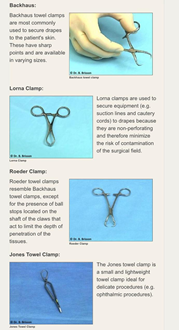 Backhaus:
Backhaus towel clamps
are most commonly
used to secure drapes
to the patient's skin.
These have sharp
points and are available
in varying sizes.
© Dr. R. Brisson
Backhaus towel clamp
Lorna Clamp:
© Dr. R. Brisson
Lorna Clamp
Lorna clamps are used to
secure equipment (e.g.
suction lines and cautery
cords) to drapes because
they are non-perforating
and therefore minimize
the risk of contamination
of the surgical field.
Roeder Clamp:
Roeder towel clamps
resemble Backhaus
towel clamps, except
for the presence of ball
stops located on the
shaft of the claws that
act to limit the depth of
penetration of the
tissues.
© Dr. R. Brisson
Roeder Clamp
Jones Towel Clamp:
© Dr. R. Brisson
Jones Towel Clamp
The Jones towel clamp is
a small and lightweight
towel clamp ideal for
delicate procedures (e.g.
ophthalmic procedures).